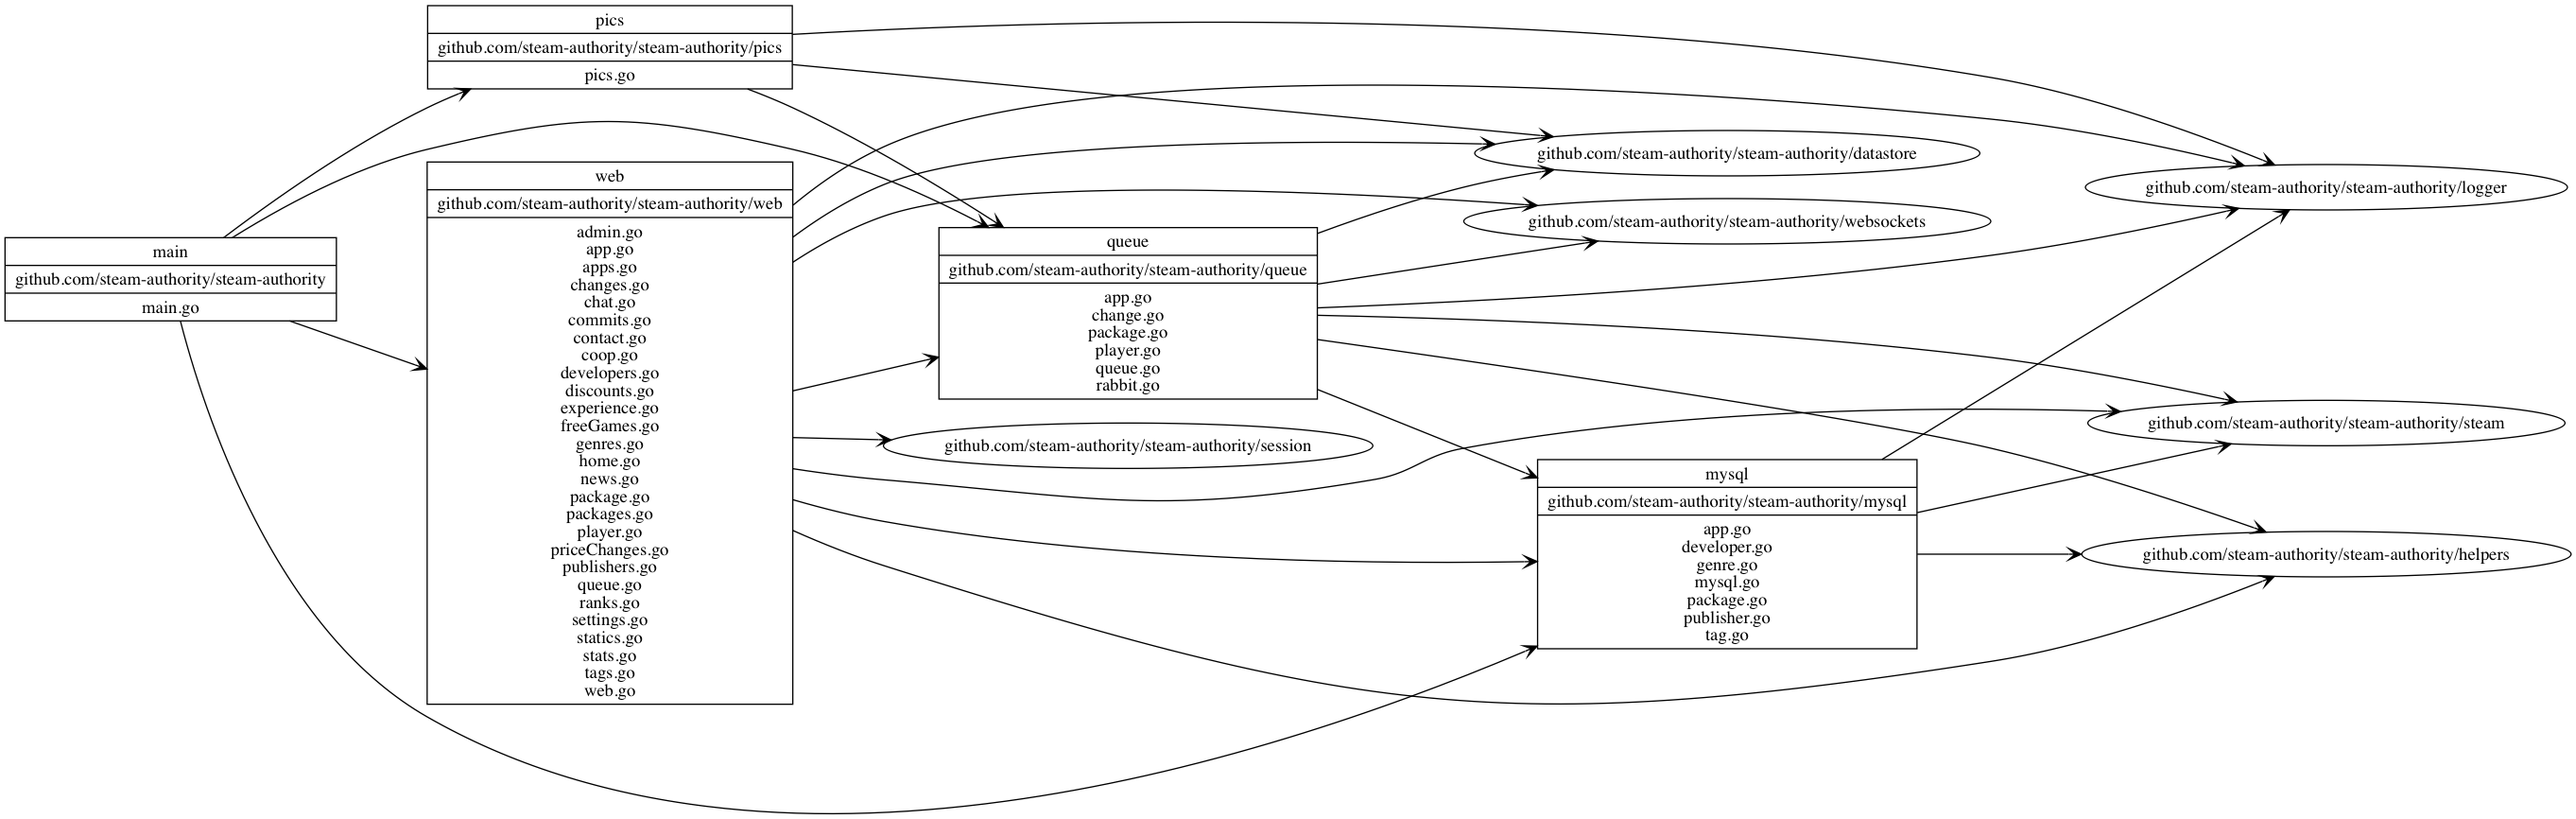 pics
github.com/steam-authority/steam-authority/pics
pics.go
web
github.com/steam-authority/steam-authority/web
admin.go
app.go
apps.go
changes.go
chat.go
commits.go
contact.go
coop.go
developers.go
discounts.go
experience.go
freeGames.go
genres.go
home.go
news.go
package.go
packages.go
player.go
priceChanges.go
publishers.go
queue.go
ranks.go
settings.go
statics.go
stats.go
tags.go
web.go
main
github.com/steam-authority/steam-authority
main.go
queue
github.com/steam-authority/steam-authority/queue
app.go
change.go
package.go
player.go
queue.go
rabbit.go
github.com/steam-authority/steam-authority/session
github.com/steam-authority/steam-authority/datastore
github.com/steam-authority/steam-authority/websockets
mysql
github.com/steam-authority/steam-authority/mysql
app.go
developer.go
genre.go
mysql.go
package.go
publisher.go
tag.go
github.com/steam-authority/steam-authority/logger
github.com/steam-authority/steam-authority/steam
github.com/steam-authority/steam-authority/helpers